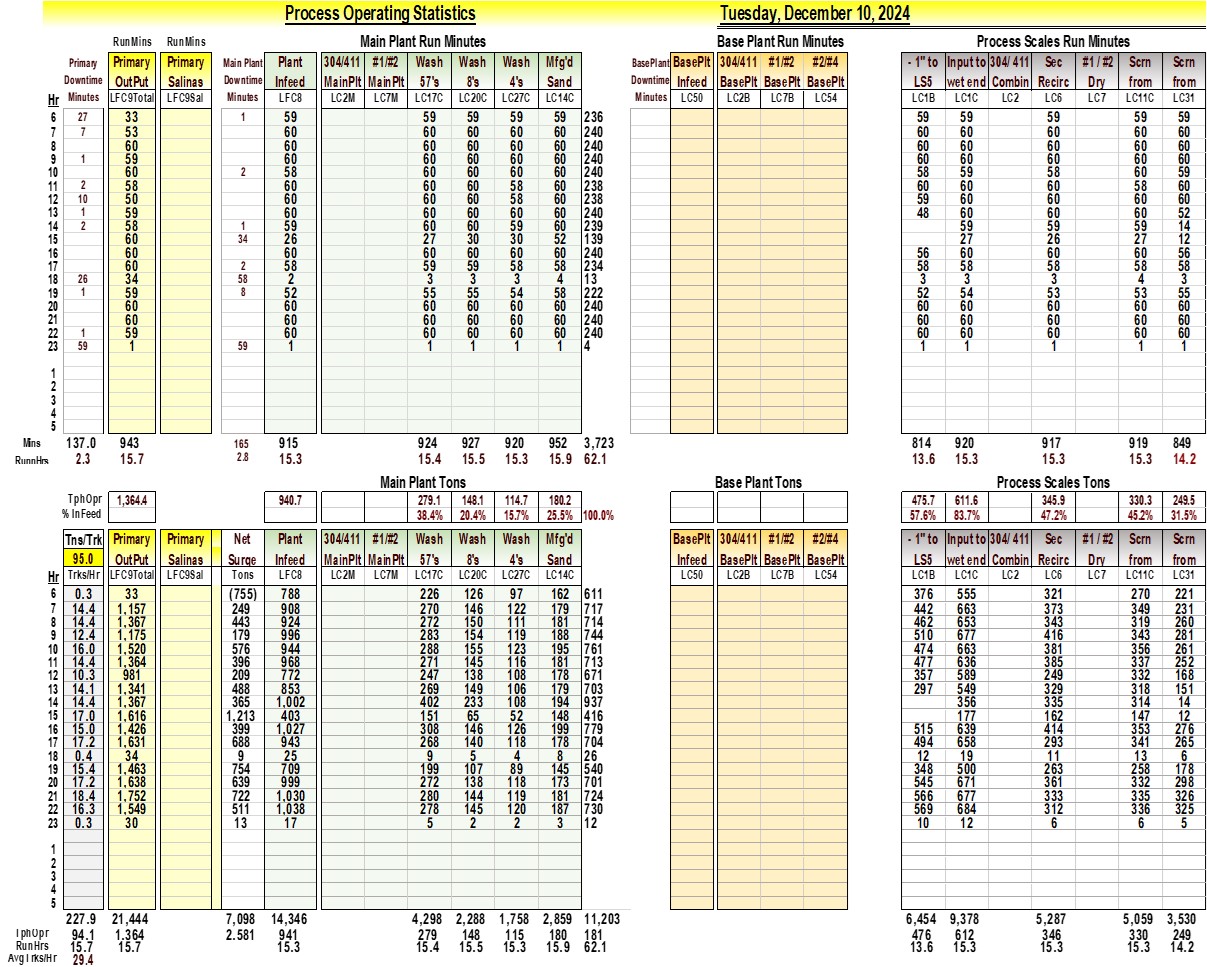 Process Operating Statistics Tuesday, December 10, 2024
RunMins RunMins Main Plant Run Minutes Base Plant Run Minutes Process Scales Run Minutes
Primary Primary Primary Main Plant Plant 304/411 #1/#2 Wash Wash Wash Mfg'd BasePlant BasePlt 304/411 #1/#2 #2/#4 - 1" to Input to 304/ 411 Sec #1 / #2 Scrn Scrn
Downtime OutPut Salinas Downtime Infeed MainPlt MainPlt 57's 8's 4's Sand Downtime Infeed BasePlt BasePlt BasePlt LS5 wet end Combin Recirc Dry from from
Hr Minutes LFC9Total LFC9Sal Minutes LFC8 LC2M LC7M LC17C LC20C LC27C LC14C Minutes LC50 LC2B LC7B LC54 LC1B LC1C LC2 LC6 LC7 LC11C LC31
6 27 33 1 59 59 59 59 59 236 59 59 59 59 59
7 7 53 60 60 60 60 60 240 60 60 60 60 60
8 60 60 60 60 60 60 240 60 60 60 60 60
9 1 59 60 60 60 60 60 240 60 60 60 60 60
10 60 2 58 60 60 60 60 240 58 59 58 60 59
11 2 58 60 60 60 58 60 238 60 60 60 58 60
12 10 50 60 60 60 58 60 238 59 60 60 60 60
13 1 59 60 60 60 60 60 240 48 60 60 60 52
14 2 58 1 59 60 60 59 60 239 59 59 59 14
15 60 34 26 27 30 30 52 139 27 26 27 12
16 60 60 60 60 60 60 240 56 60 60 60 56
17 60 2 58 59 59 58 58 234 58 58 58 58 58
18 26 34 58 2 3 3 3 4 13 3 3 3 4 3
19 1 59 8 52 55 55 54 58 222 52 54 53 53 55
20 60 60 60 60 60 60 240 60 60 60 60 60
21 60 60 60 60 60 60 240 60 60 60 60 60
22 1 59 60 60 60 60 60 240 60 60 60 60 60
23 59 1 59 1 1 1 1 1 4 1 1 1 1 1
1
2
3
4
5
Mins 137.0 943 165 915 924 927 920 952 3,723 814 920 917 919 849
RunnHrs 2.3 15.7 2.8 15.3 15.4 15.5 15.3 15.9 62.1 13.6 15.3 15.3 15.3 14.2
Main Plant Tons Base Plant Tons Process Scales Tons
TphOpr 1,364.4 940.7 279.1 148.1 114.7 180.2 475.7 611.6 345.9 330.3 249.5
% InFeed 38.4% 20.4% 15.7% 25.5% 100.0% 57.6% 83.7% 47.2% 45.2% 31.5%
Tns/Trk Primary Primary Net Plant 304/411 #1/#2 Wash Wash Wash Mfg'd BasePlt 304/411 #1/#2 #2/#4 - 1" to Input to 304/ 411 Sec #1 / #2 Scrn Scrn
95.0 OutPut Salinas Surge Infeed MainPlt MainPlt 57's 8's 4's Sand Infeed BasePlt BasePlt BasePlt LS5 wet end Combin Recirc Dry from from
Hr Trks/Hr LFC9Total LFC9Sal Tons LFC8 LC2M LC7M LC17C LC20C LC27C LC14C LC50 LC2B LC7B LC54 LC1B LC1C LC2 LC6 LC7 LC11C LC31
6 0.3 33 (755) 788 226 126 97 162 611 376 555 321 270 221
7 14.4 1,157 249 908 270 146 122 179 717 442 663 373 349 231
8 14.4 1,367 443 924 272 150 111 181 714 462 653 343 319 260
9 12.4 1,175 179 996 283 154 119 188 744 510 677 416 343 281
10 16.0 1,520 576 944 288 155 123 195 761 474 663 381 356 261
11 14.4 1,364 396 968 271 145 116 181 713 477 636 385 337 252
12 10.3 981 209 772 247 138 108 178 671 357 589 249 332 168
13 14.1 1,341 488 853 269 149 106 179 703 297 549 329 318 151
14 14.4 1,367 365 1,002 402 233 108 194 937 356 335 314 14
15 17.0 1,616 1,213 403 151 65 52 148 416 177 162 147 12
16 15.0 1,426 399 1,027 308 146 126 199 779 515 639 414 353 276
17 17.2 1,631 688 943 268 140 118 178 704 494 658 293 341 265
18 0.4 34 9 25 9 5 4 8 26 12 19 11 13 6
19 15.4 1,463 754 709 199 107 89 145 540 348 500 263 258 178
20 17.2 1,638 639 999 272 138 118 173 701 545 671 361 332 298
21 18.4 1,752 722 1,030 280 144 119 181 724 566 677 333 335 326
22 16.3 1,549 511 1,038 278 145 120 187 730 569 684 312 336 325
23 0.3 30 13 17 5 2 2 3 12 10 12 6 6 5
1
2
3
4
5
227.9 21,444 7,098 14,346 4,298 2,288 1,758 2,859 11,203 6,454 9,378 5,287 5,059 3,530
TphOpr 94.1 1,364 2.581 941 279 148 115 180 181 476 612 346 330 249
RunHrs 15.7 15.7 15.3 15.4 15.5 15.3 15.9 62.1 13.6 15.3 15.3 15.3 14.2
AvgTrks/Hr 29.4